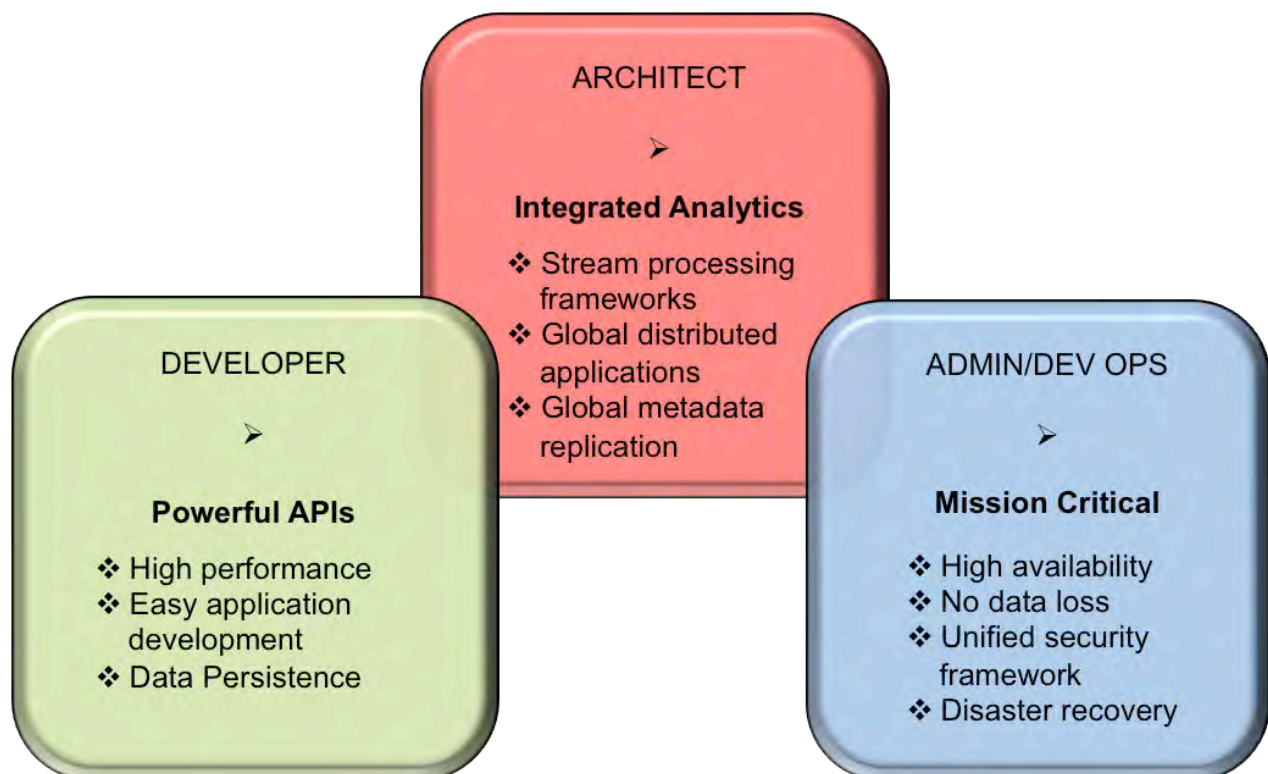 ARCHITECT
➢
Integrated Analytics
❖ Stream processing
frameworks
❖ Global distributed
applications
❖ Global metadata
replication
DEVELOPER
➢
Powerful APIs
❖ High performance
❖ Easy application
development
❖ Data Persistence
ADMIN/DEV OPS
➢
Mission Critical
❖ High availability
❖ No data loss
❖ Unified security
framework
❖ Disaster recovery